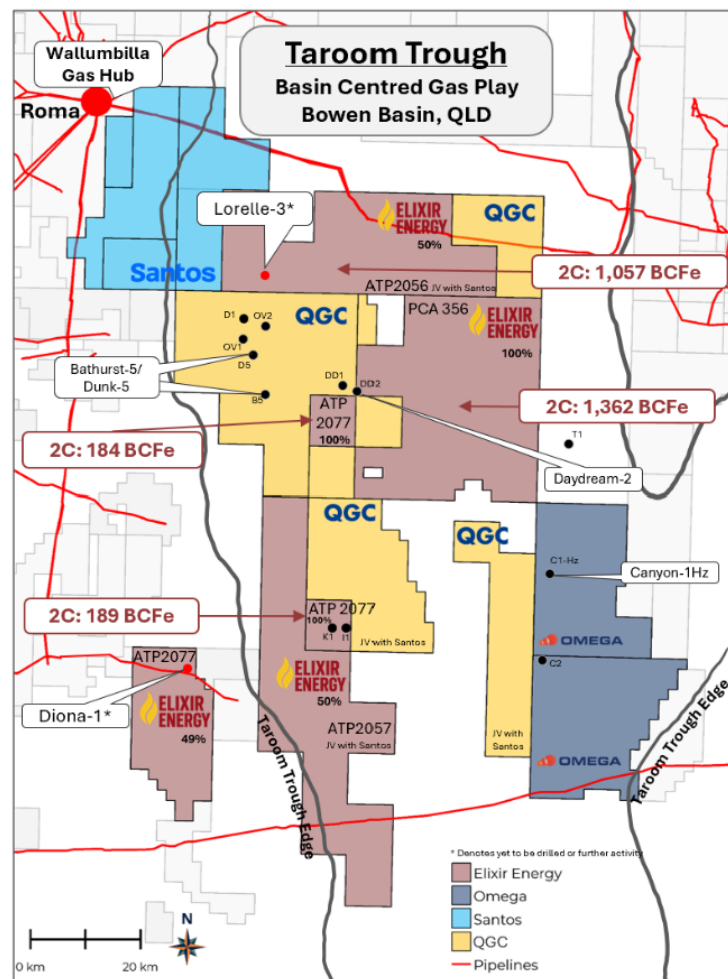 Taroom Trough
Basin Centred Gas Play
Bowen Basin, QLD
Wallumbilla
Gas Hub
Roma
Lorelle-3*
ELIXIR
ENERGY
50%
QGC
Santos
ATP2056 JV with Santos
2C: 1,057 BCFe
PCA 356
ELIXIR
ENERGY
100%
QGC
D1
OV2
OV1
D5
Bathurst-5/
Dunk-5
B5
DD1
DD2
ATP
2077
100%
2C: 1,362 BCFe
2C: 184 BCFe
T1
Daydream-2
QGC
QGC
C1-Hz
Canyon-1Hz
2C: 189 BCFe
ATP 2077
100%
K1
I1
JV with Santos
OMEGA
C2
ATP2077
ELIXIR
ENERGY
49%
Diona-1*
ELIXIR
ENERGY
50%
ATP2057
JV with Santos
JV with
Santos
OMEGA
Taroom Trough Edge
Taroom Trough Edge
* Denotes yet to be drilled or further activity
Elixir Energy
Omega
Santos
QGC
Pipelines
N
0 km
20 km